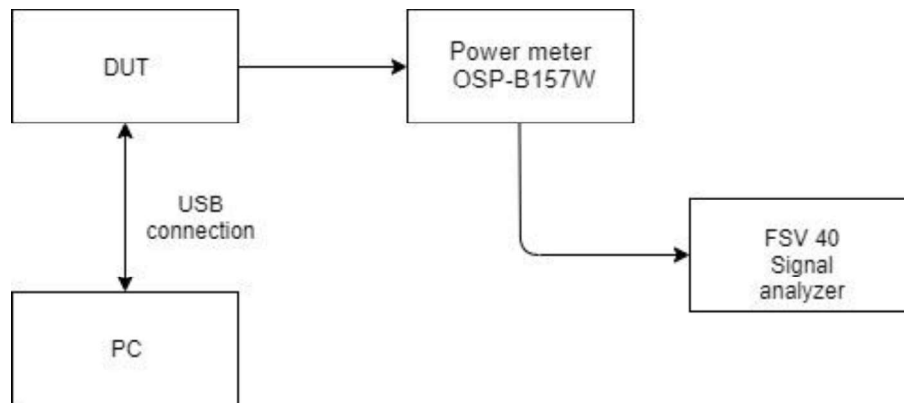 DUT
Power meter
OSP-B157W
USB
connection
FSV 40
Signal
analyzer
PC